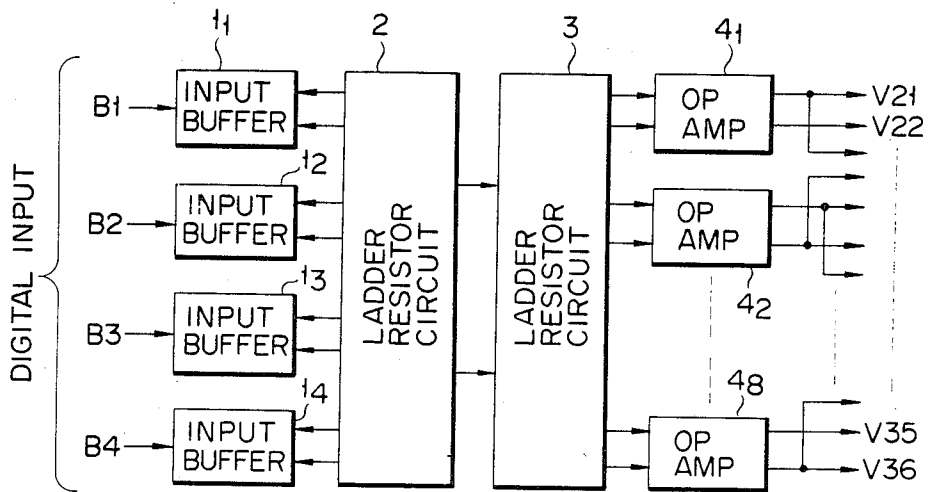 1₁
2
3
4₁
DIGITAL INPUT
B1
INPUT
BUFFER
OP
AMP
V21
V22
1₂
B2
INPUT
BUFFER
LADDER
RESISTOR
CIRCUIT
LADDER
RESISTOR
CIRCUIT
OP
AMP
4₂
1₃
B3
INPUT
BUFFER
1₄
B4
INPUT
BUFFER
4₈
OP
AMP
V35
V36